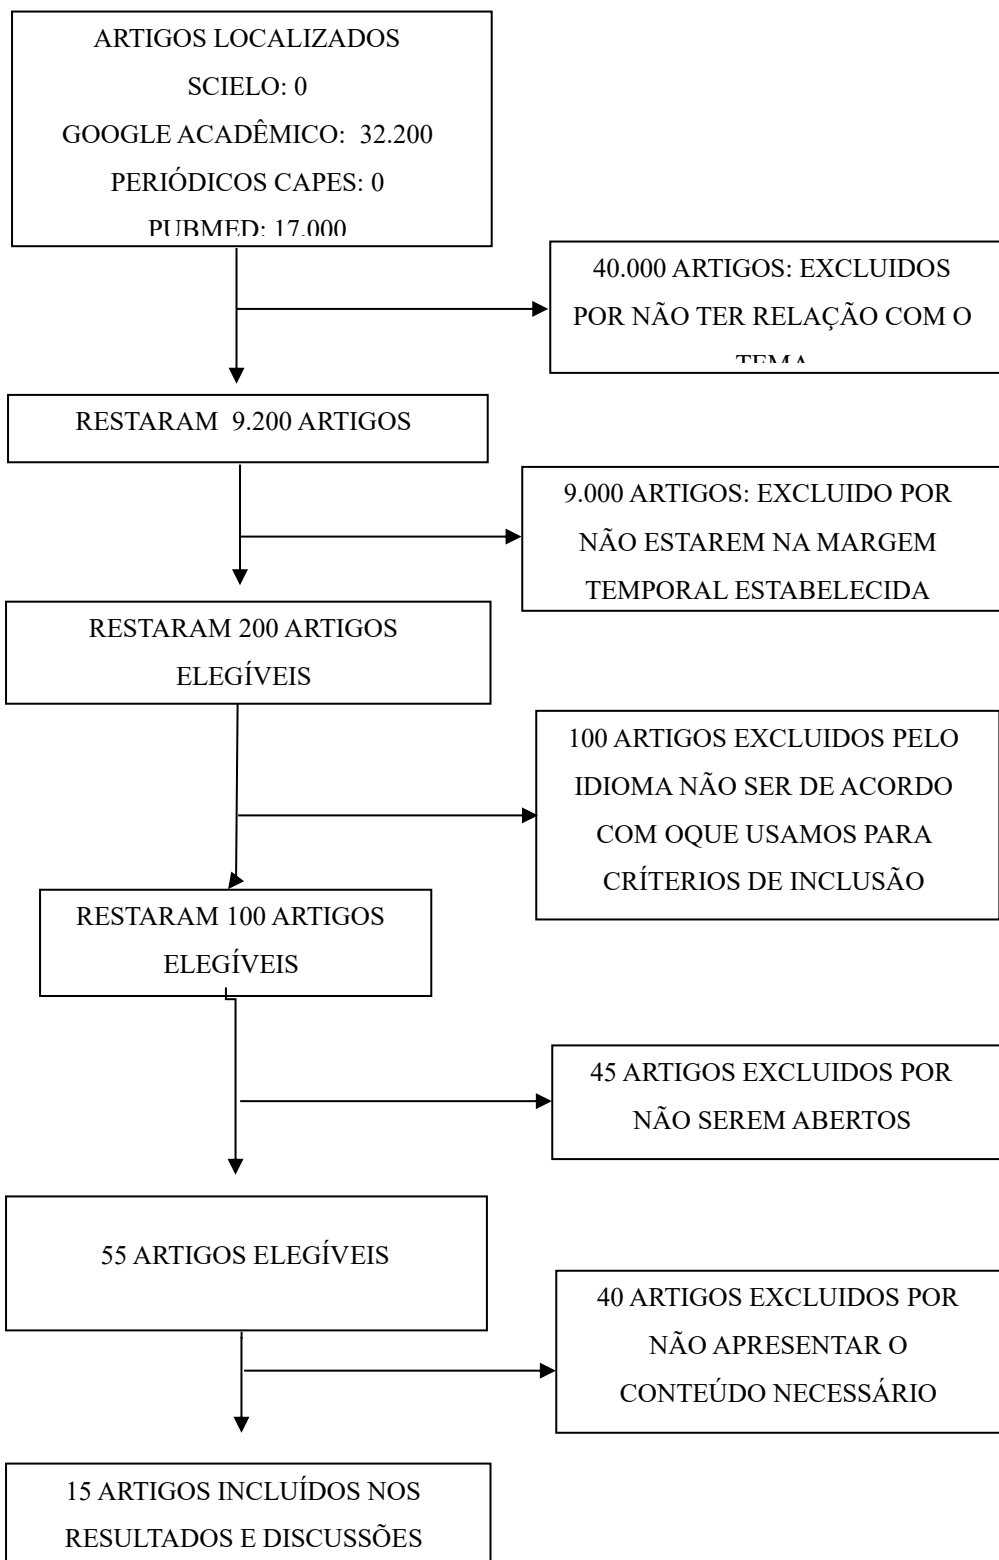 ARTIGOS LOCALIZADOS
SCIELO: 0
GOOGLE ACADÊMICO: 32.200
PERIÓDICOS CAPES: 0
PUBMED: 17.000
40.000 ARTIGOS: EXCLUIDOS
POR NÃO TER RELAÇÃO COM O
TEMA
RESTARAM 9.200 ARTIGOS
9.000 ARTIGOS: EXCLUIDO POR
NÃO ESTAREM NA MARGEM
TEMPORAL ESTABELECIDA
RESTARAM 200 ARTIGOS
ELEGÍVEIS
100 ARTIGOS EXCLUIDOS PELO
IDIOMA NÃO SER DE ACORDO
COM OQUE USAMOS PARA
CRÍTERIOS DE INCLUSÃO
RESTARAM 100 ARTIGOS
ELEGÍVEIS
45 ARTIGOS EXCLUIDOS POR
NÃO SEREM ABERTOS
55 ARTIGOS ELEGÍVEIS
40 ARTIGOS EXCLUIDOS POR
NÃO APRESENTAR O
CONTEÚDO NECESSÁRIO
15 ARTIGOS INCLUÍDOS NOS
RESULTADOS E DISCUSSÕES